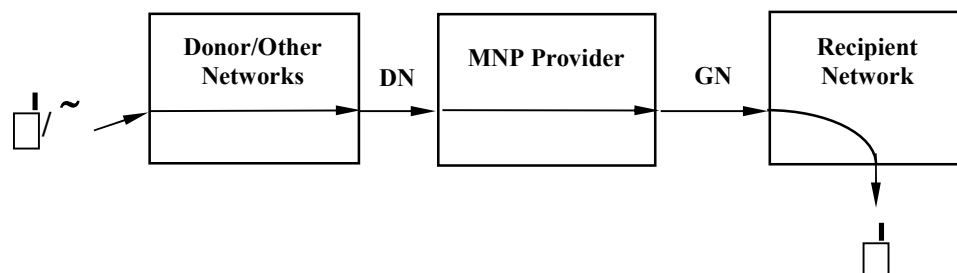 Donor/Other
Networks
DN
MNP Provider
GN
Recipient
Network
/ ~